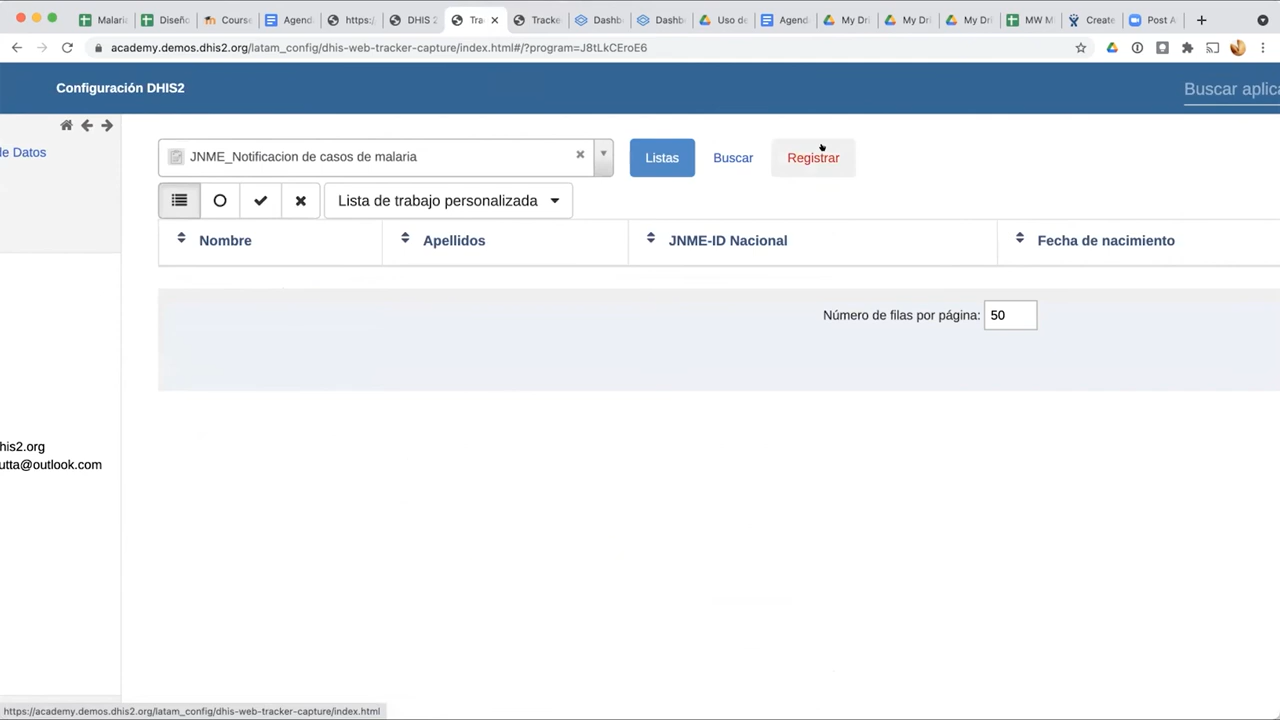 Malaria
Diseño
Course
Agend
https:/
DHIS 2
Tra
Tracke
Dashb
Dashb
Uso de
Agend
My Dri
My Dri
My Dri
MW M
Create
Post A
academy.demos.dhis2.org/latam_config/dhis-web-tracker-capture/index.html#/?program=J8tLkCEroE6
Configuración DHIS2
Buscar aplica
de Datos
JNME_Notificacion de casos de malaria
Listas
Buscar
Registrar
Lista de trabajo personalizada
Nombre
Apellidos
JNME-ID Nacional
Fecha de nacimiento
Número de filas por página: 50
his2.org
utta@outlook.com
https://academy.demos.dhis2.org/latam_config/dhis-web-tracker-capture/index.html